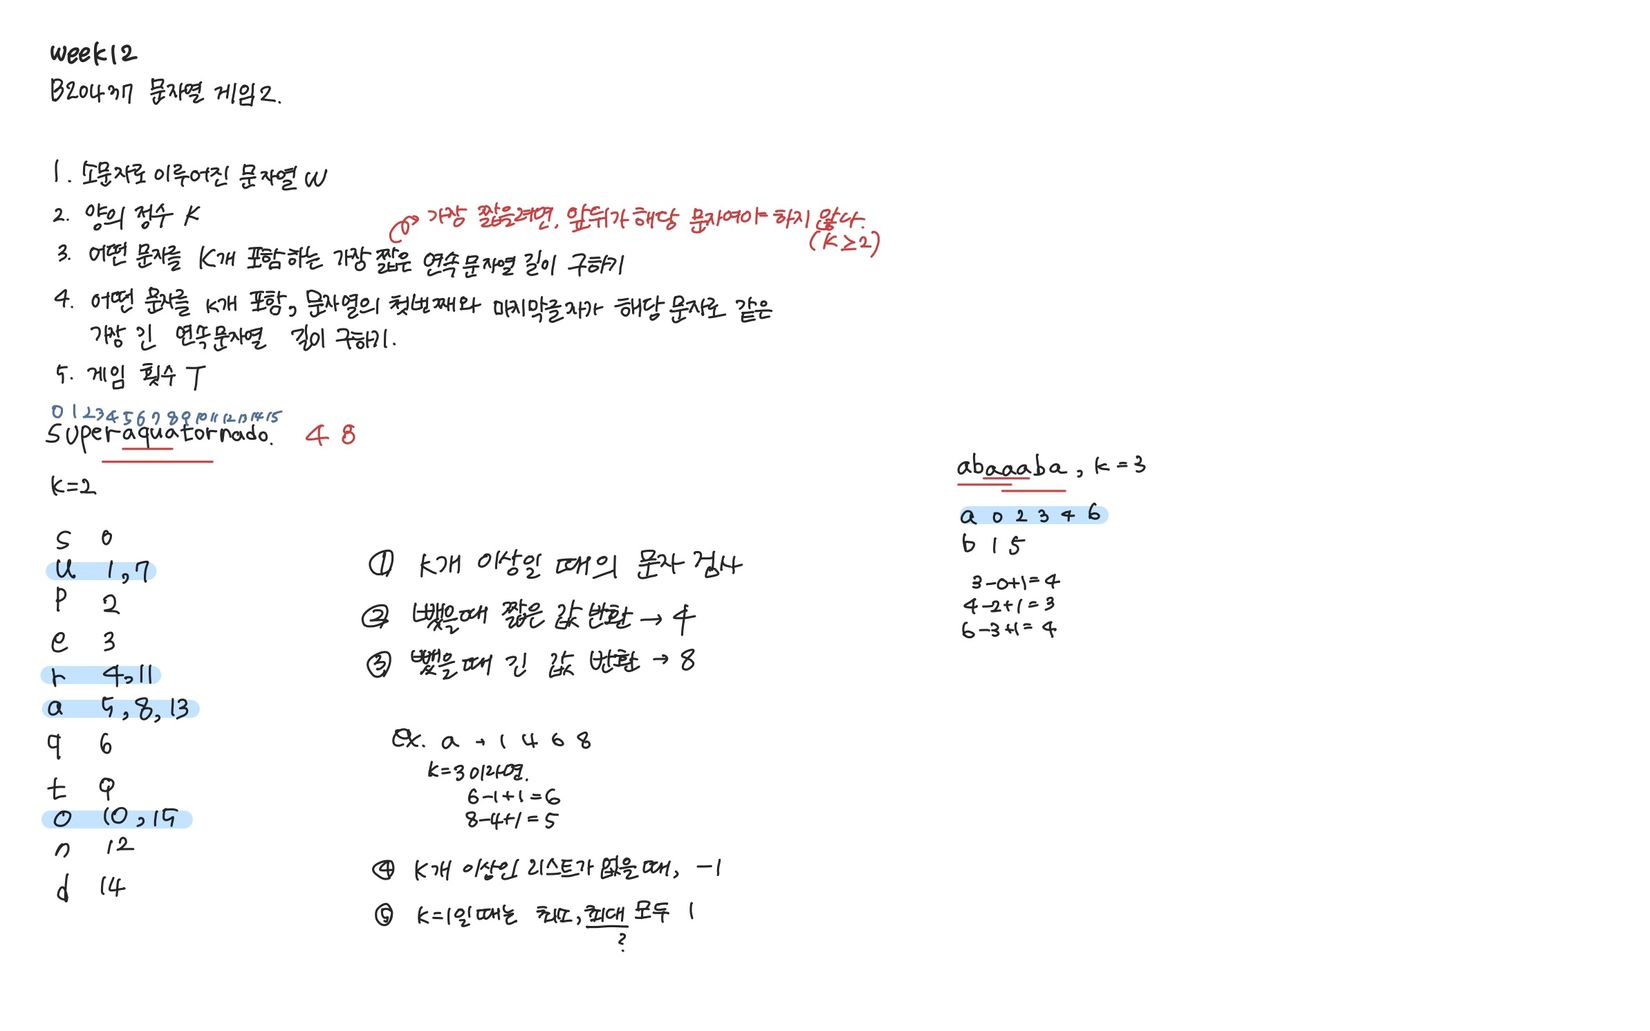 week12
B20437 문자열 게임2.
1. 소문자로 이루어진 문자열 W
2. 양의 정수 K
가장 짧을려면, 앞뒤가 해당 문자여야 하지 않나.
(K≥2)
3. 어떤 문자를 K개 포함하는 가장 짧은 연속문자열 길이 구하기
4. 어떤 문자를 K개 포함, 문자열의 첫번째와 마지막글자가 해당 문자로 같은
가장 긴 연속문자열 길이 구하기.
5. 게임 횟수 T
0 1 2 3 4 5 6 7 8 9 10 11 12 13 14 15
superaquatornado. 4 8
K=2
s 0
u 1,7
p 2
e 3
r 4,11
a 5,8,13
q 6
t 9
o 10,15
n 12
d 14
① K개 이상일 때의 문자 검사
② 뺐을때 짧은 값 반환 → 4
③ 뺐을때 긴 값 반환 → 8
ex. a → 1 4 6 8
K=3이라면.
6-1+1=6
8-4+1=5
④ K개 이상인 리스트가 없을 때, -1
⑤ K=1일때는 최소, 최대 모두 1
?
abaaaba, K=3
a 0 2 3 4 6
b 1 5
3-0+1=4
4-2+1=3
6-3+1=4